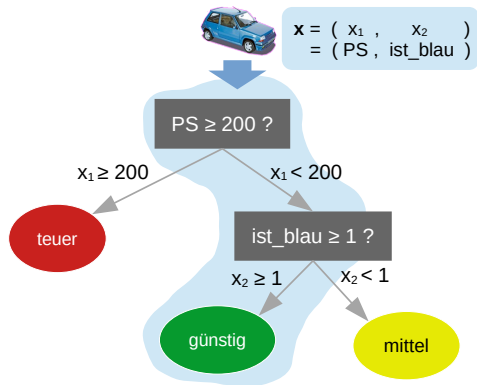 x = ( x₁ , x₂ )
= ( PS , ist_blau )
PS ≥ 200 ?
x₁ ≥ 200
x₁ < 200
teuer
ist_blau ≥ 1 ?
x₂ ≥ 1
x₂ < 1
günstig
mittel